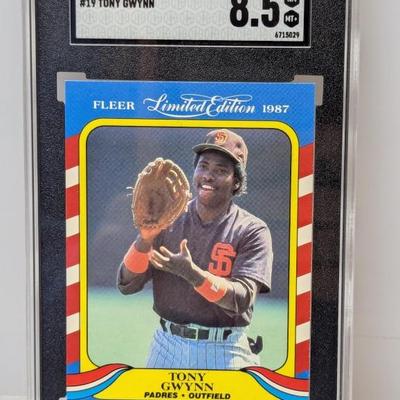 #19 TONY GWYNN
8.5
NM
MT+
6715029
FLEER Limited Edition 1987
SD
SD
TONY
GWYNN
PADRES • OUTFIELD